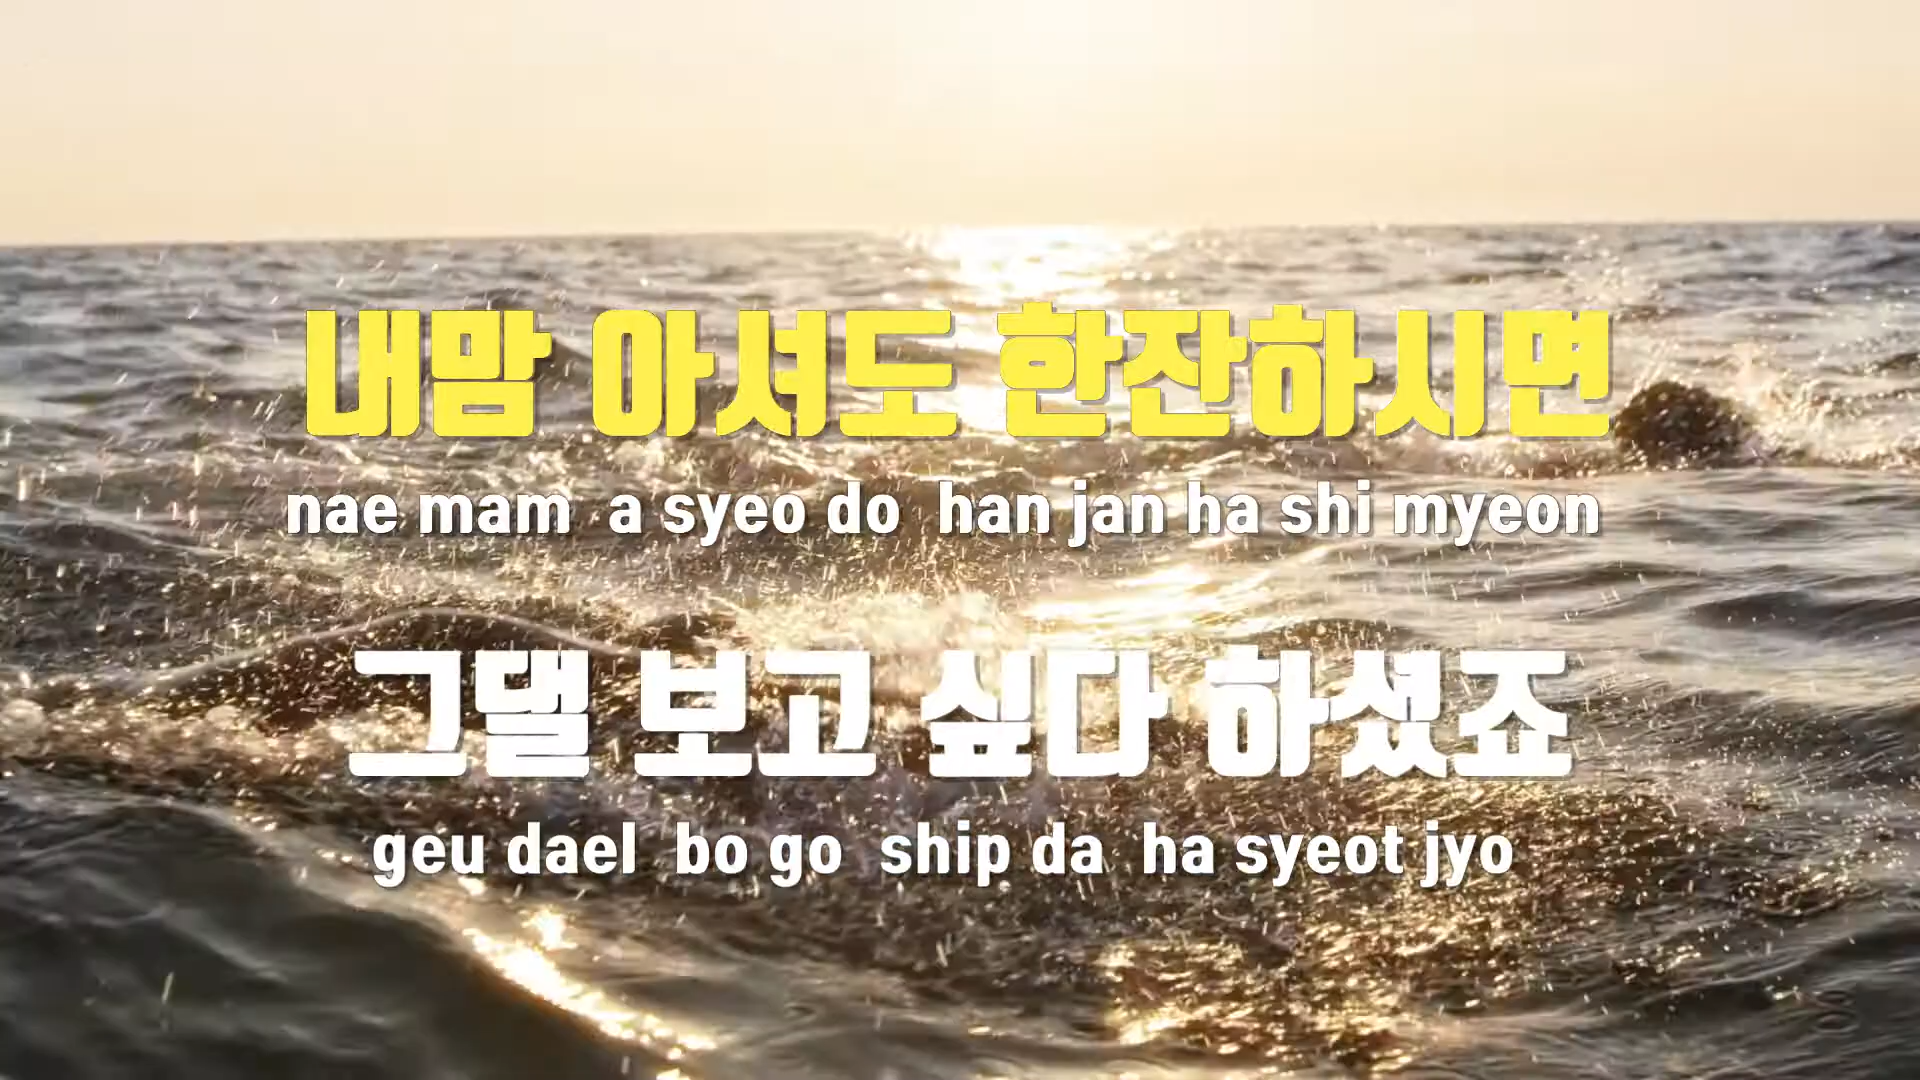 내맘 아셔도 한잔하시면
nae mam a syeo do han jan ha shi myeon
그댈 보고 싶다 하셨죠
geu dael bo go ship da ha syeot jyo